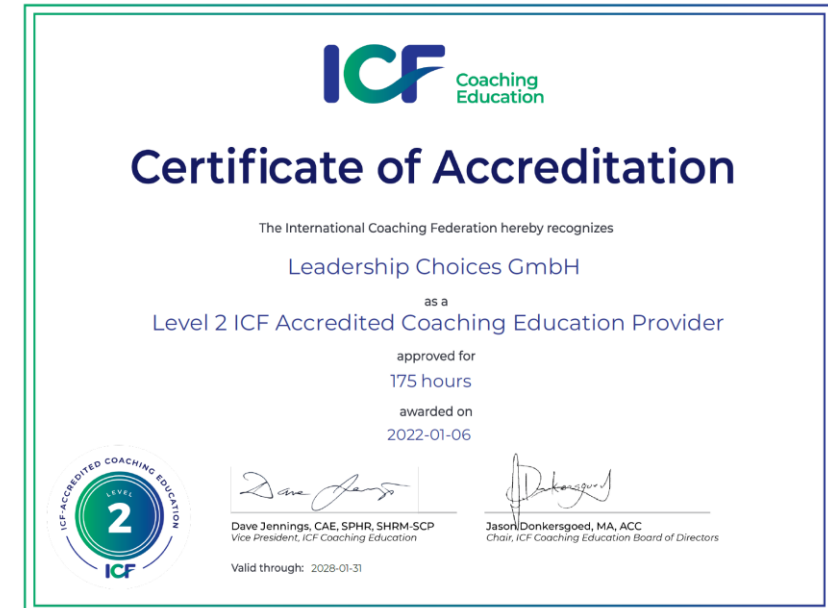 ICF Coaching
Education
Certificate of Accreditation
The International Coaching Federation hereby recognizes
Leadership Choices GmbH
as a
Level 2 ICF Accredited Coaching Education Provider
approved for
175 hours
awarded on
2022-01-06
ICF-ACCREDITED COACHING EDUCATION
LEVEL
2
ICF
Dave Jennings
Dave Jennings, CAE, SPHR, SHRM-SCP
Vice President, ICF Coaching Education
Valid through: 2028-01-31
JDonkersgoed
Jason Donkersgoed, MA, ACC
Chair, ICF Coaching Education Board of Directors